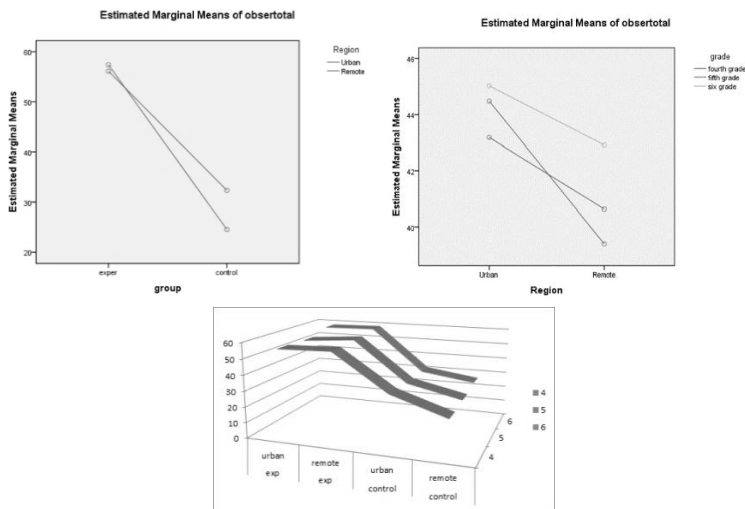 Estimated Marginal Means of obsertotal
Estimated Marginal Means
60
50
40
30
20
exper
control
group
Region
Urban
Remote
Estimated Marginal Means of obsertotal
Estimated Marginal Means
46
44
42
40
Urban
Remote
Region
grade
fourth grade
fifth grade
six grade
60
50
40
30
20
10
0
urban exp
remote exp
urban control
remote control
4
5
6
4
5
6